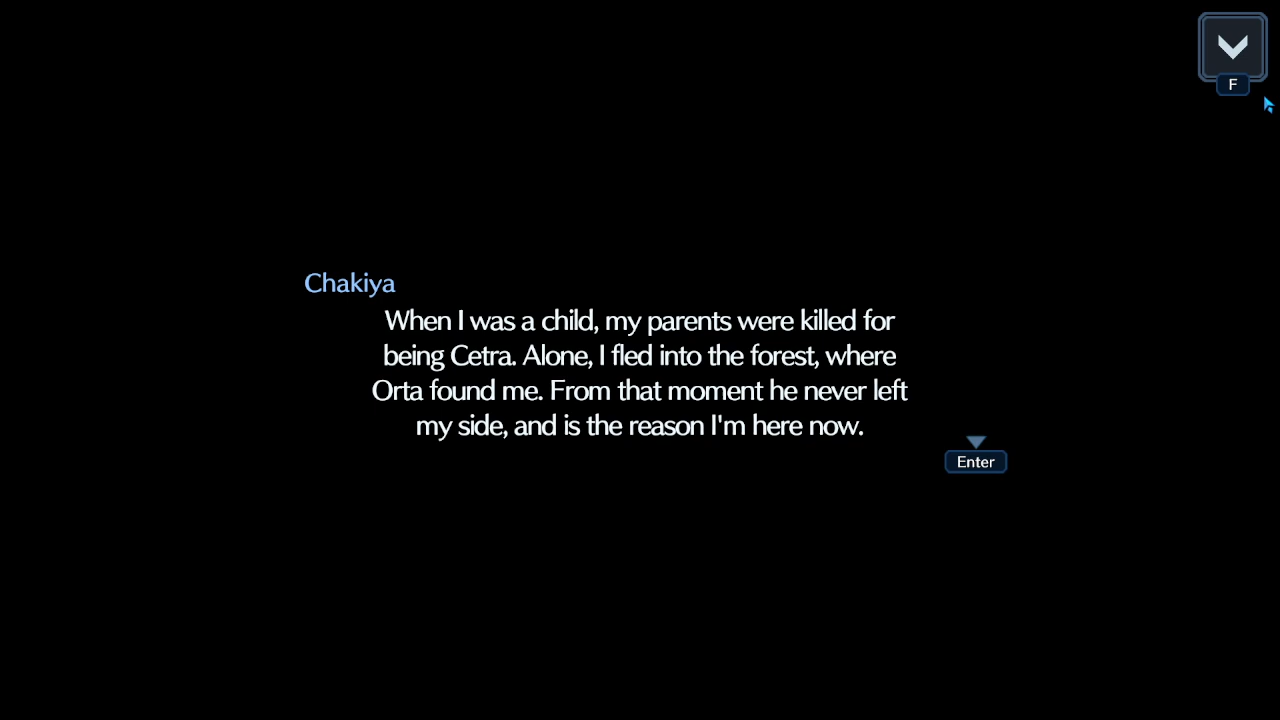 F
Chakiya
When I was a child, my parents were killed for
being Cetra. Alone, I fled into the forest, where
Orta found me. From that moment he never left
my side, and is the reason I'm here now.
Enter